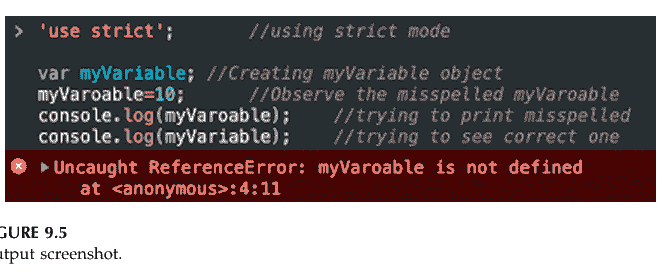 > 'use strict'; //using strict mode
var myVariable; //Creating myVariable object
myVaroable=10; //Observe the misspelled myVaroable
console.log(myVaroable); //trying to print misspelled
console.log(myVariable); //trying to see correct one
Uncaught ReferenceError: myVaroable is not defined
at <anonymous>:4:11
GURE 9.5
utput screenshot.